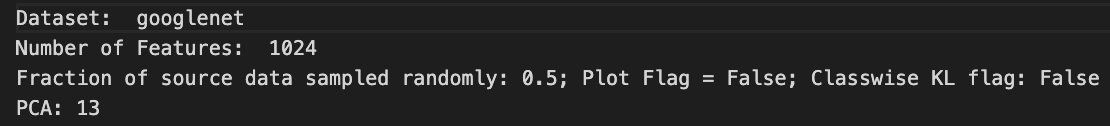 Dataset:  googlenet
Number of Features:  1024
Fraction of source data sampled randomly: 0.5; Plot Flag = False; Classwise KL flag: False
PCA: 13